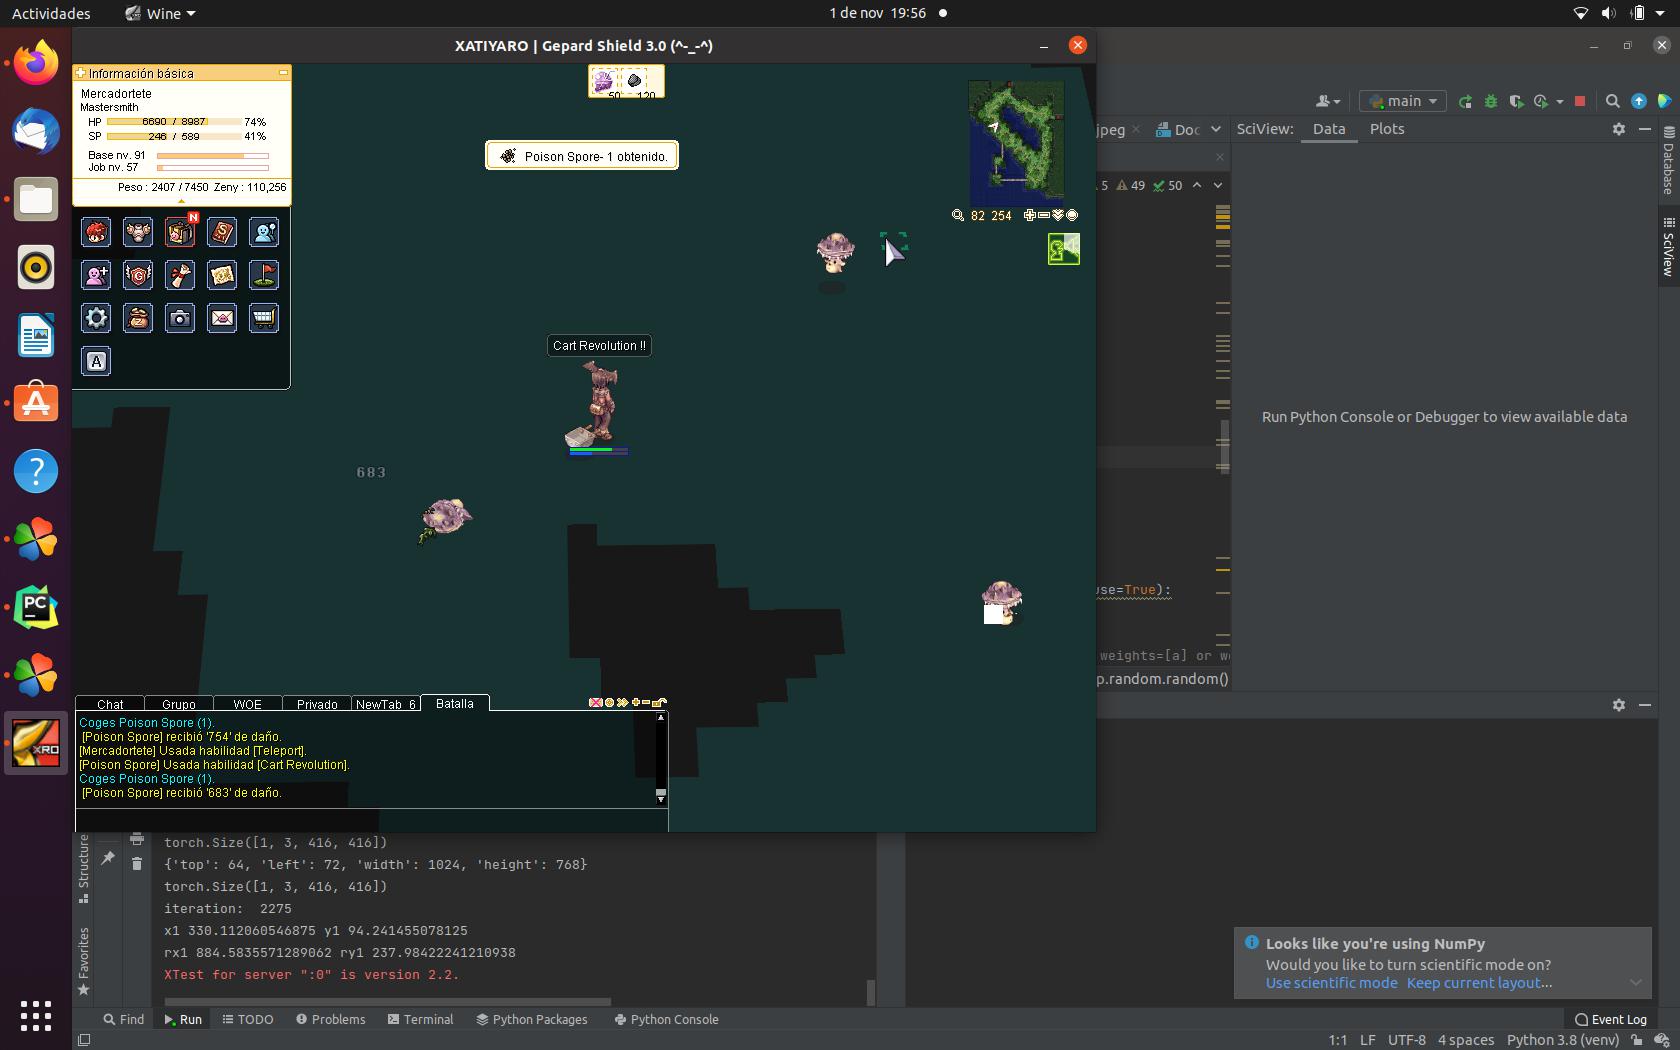 Actividades
Wine
1 de nov 19:56
XATIYARO | Gepard Shield 3.0 (^-_-^)
Información básica
Mercadortete
Mastersmith
HP 6690 / 8987 74%
SP 246 / 589 41%
Base nv. 91
Job nv. 57
Peso : 2407 / 7450 Zeny : 110,256
N
S
G
A
50 120
Poison Spore- 1 obtenido.
82 254
Cart Revolution !!
683
Chat Grupo WOE Privado NewTab 6 Batalla
Coges Poison Spore (1).
[Poison Spore] recibió '754' de daño.
[Mercadortete] Usada habilidad [Teleport].
[Poison Spore] Usada habilidad [Cart Revolution].
Coges Poison Spore (1).
[Poison Spore] recibió '683' de daño.
main
jpeg
Doc
SciView: Data Plots
5 49 50
Database
SciView
Run Python Console or Debugger to view available data
use=True):
weights=[a] or w
p.random.random()
PC
XRO
Structure
Favorites
torch.Size([1, 3, 416, 416])
{'top': 64, 'left': 72, 'width': 1024, 'height': 768}
torch.Size([1, 3, 416, 416])
iteration: 2275
x1 330.112060546875 y1 94.241455078125
rx1 884.5835571289062 ry1 237.98422241210938
XTest for server ":0" is version 2.2.
Looks like you're using NumPy
Would you like to turn scientific mode on?
Use scientific mode Keep current layout...
Find Run TODO Problems Terminal Python Packages Python Console
Event Log
1:1 LF UTF-8 4 spaces Python 3.8 (venv)